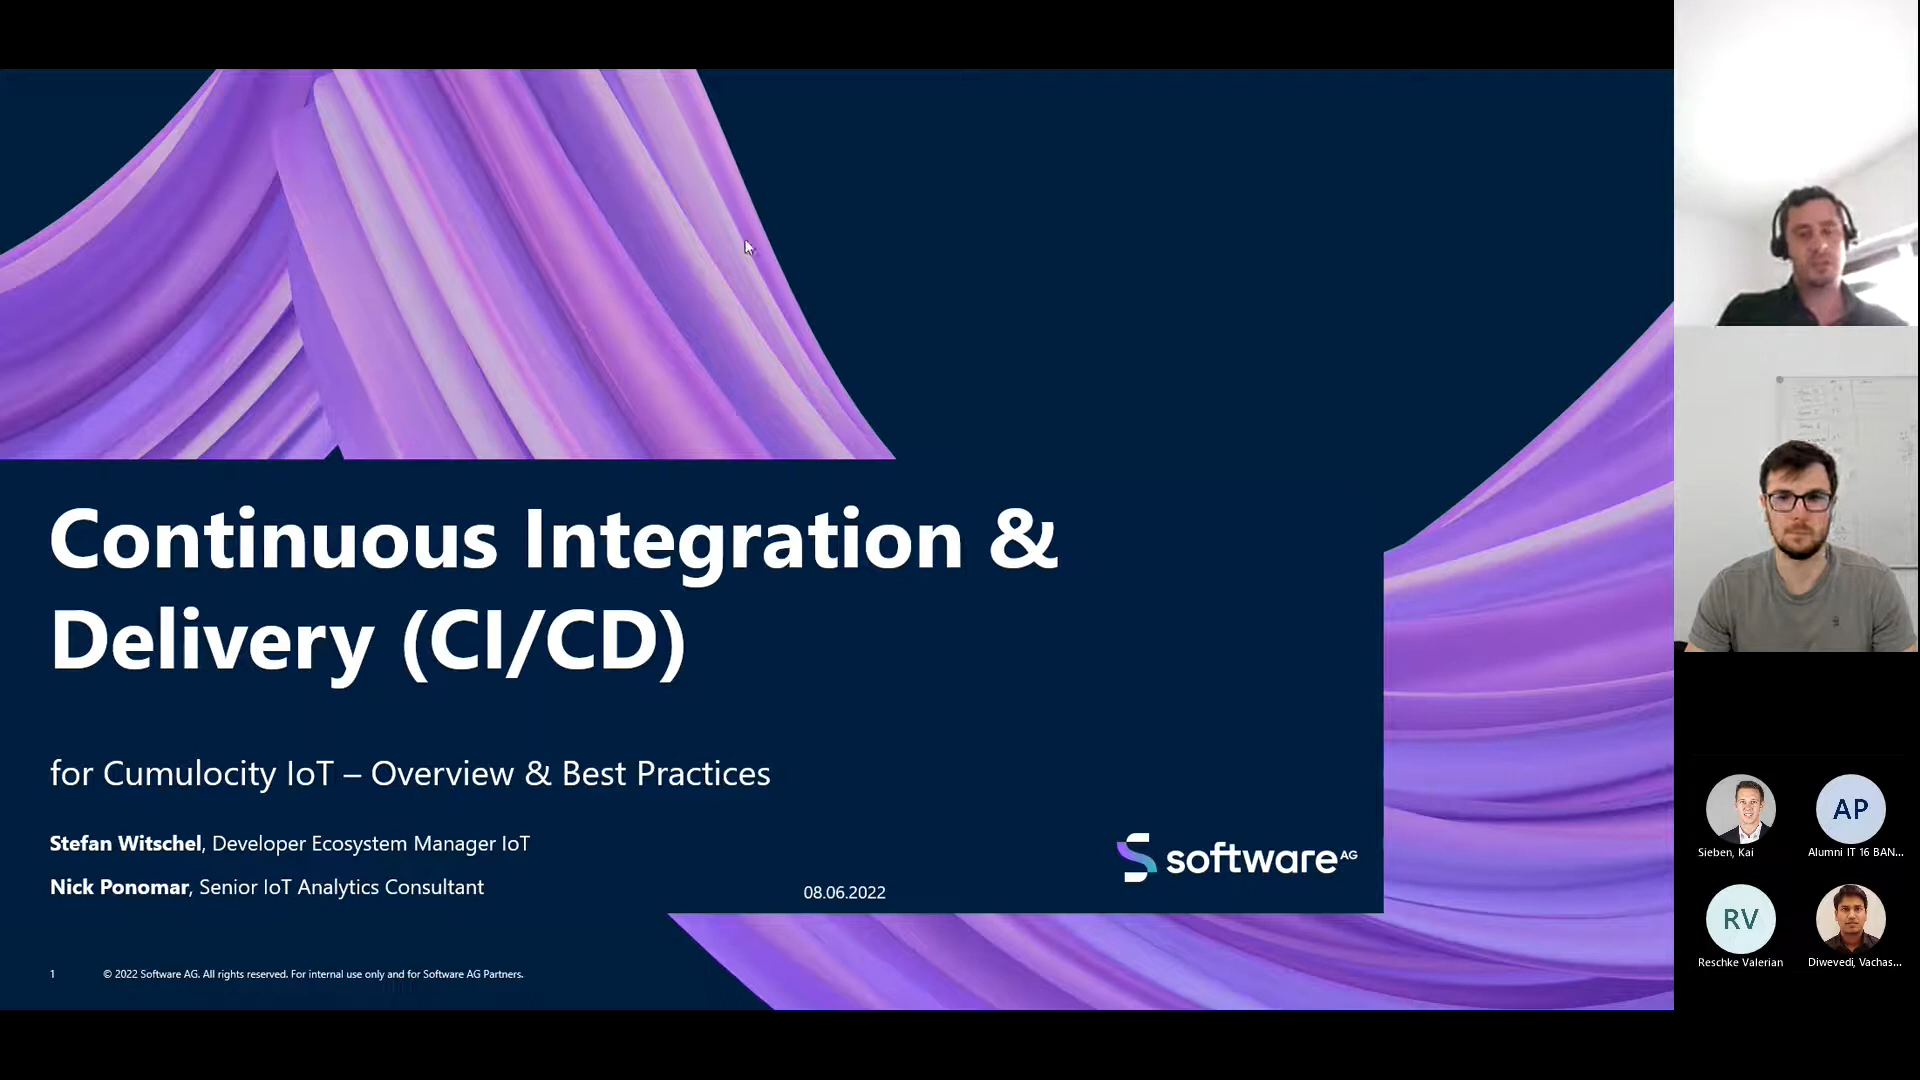 Continuous Integration &
Delivery (CI/CD)
for Cumulocity IoT – Overview & Best Practices
Stefan Witschel, Developer Ecosystem Manager IoT
Nick Ponomar, Senior IoT Analytics Consultant
08.06.2022
software AG
1 © 2022 Software AG. All rights reserved. For internal use only and for Software AG Partners.
Sieben, Kai
AP
Alumni IT 16 BAN...
RV
Reschke Valerian
Diwevedi, Vachas...